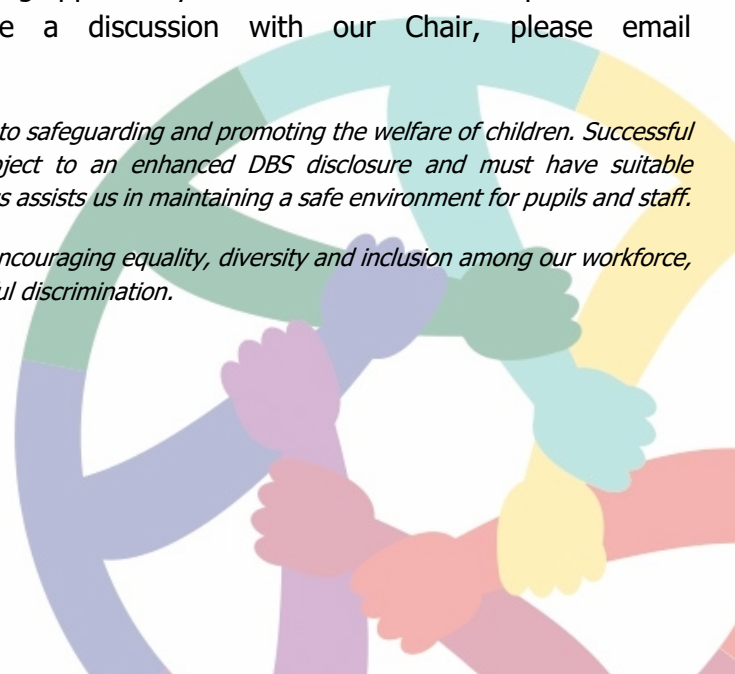 e a discussion with our Chair, please email
to safeguarding and promoting the welfare of children. Successful
ject to an enhanced DBS disclosure and must have suitable
s assists us in maintaining a safe environment for pupils and staff.
ncouraging equality, diversity and inclusion among our workforce,
ul discrimination.